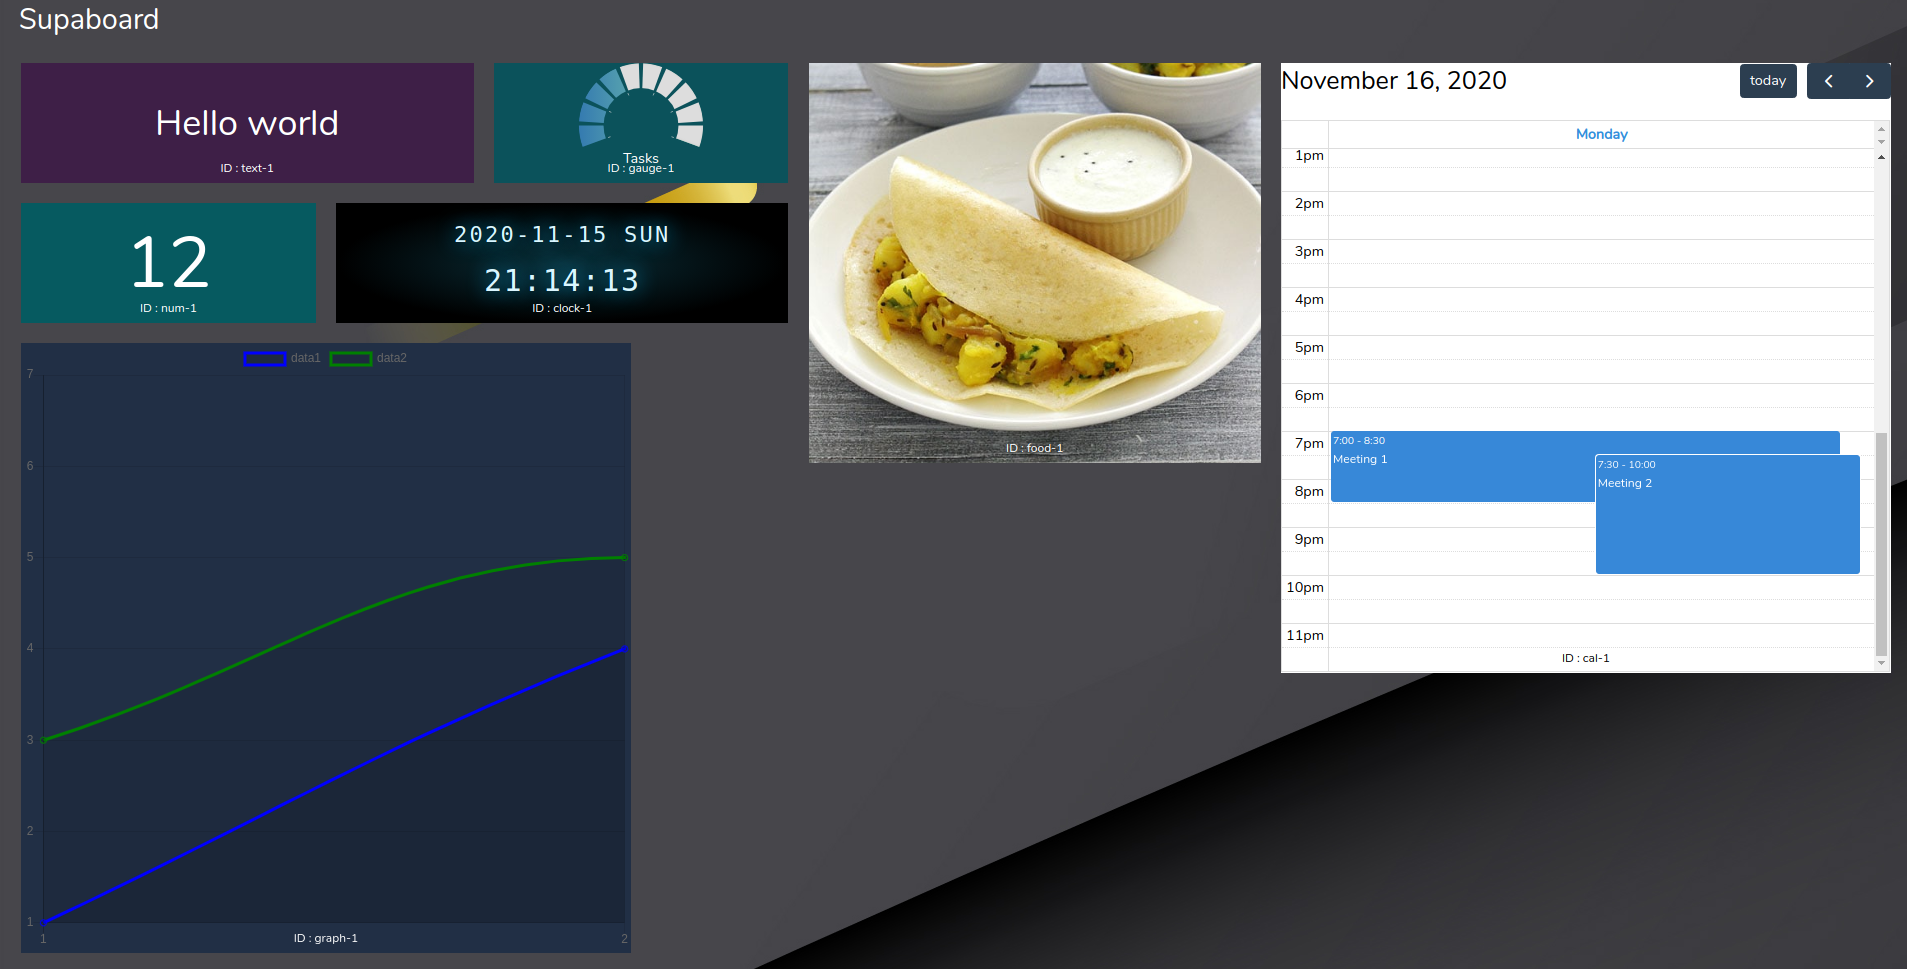 Supaboard
Hello world
ID : text-1
Tasks
ID : gauge-1
12
ID : num-1
2020-11-15 SUN
21:14:13
ID : clock-1
data1 data2
7
6
5
4
3
2
1
1 2
ID : graph-1
ID : food-1
November 16, 2020
today
Monday
1pm
2pm
3pm
4pm
5pm
6pm
7pm
7:00 - 8:30
Meeting 1
7:30 - 10:00
Meeting 2
8pm
9pm
10pm
11pm
ID : cal-1